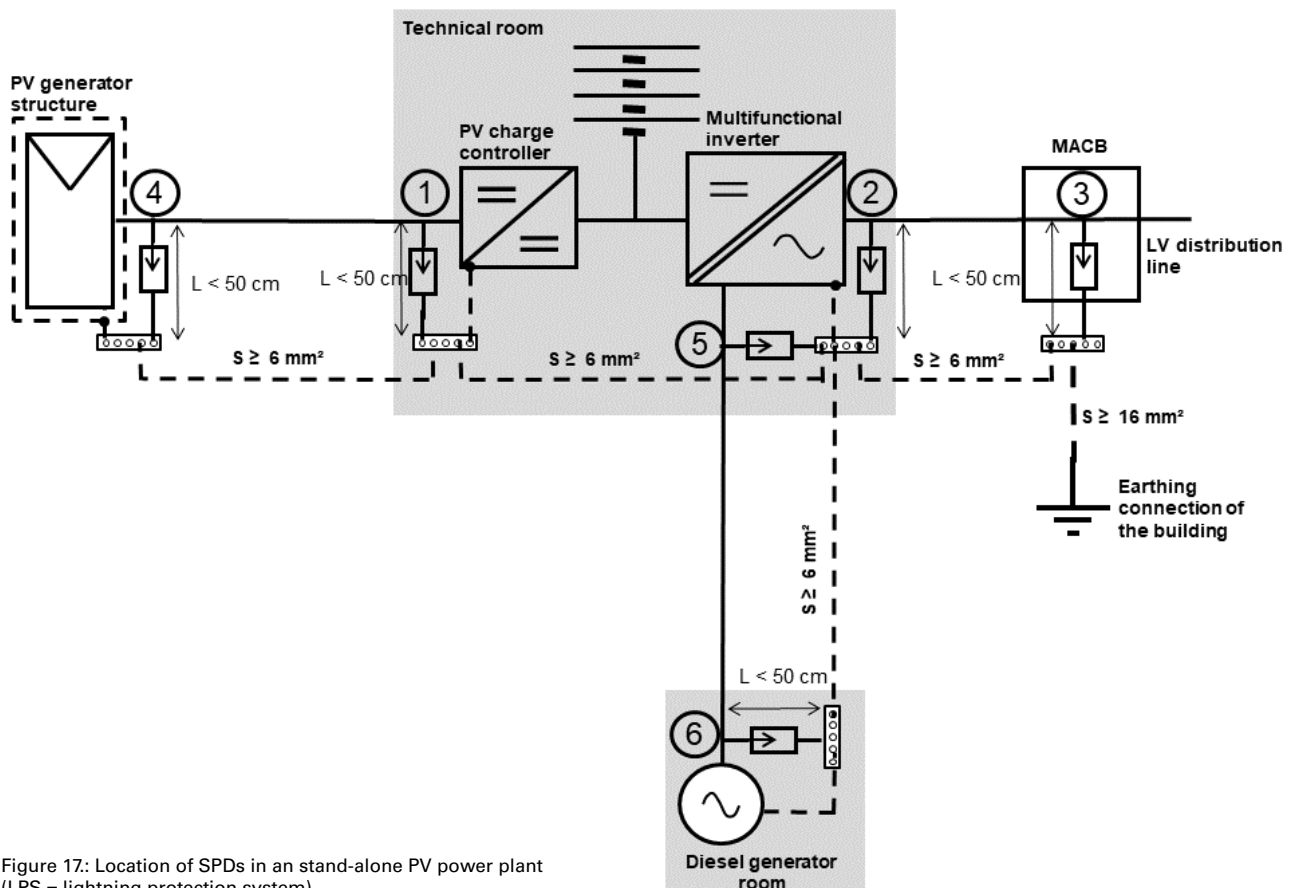 Technical room
PV generator
structure
PV charge
controller
Multifunctional
inverter
MACB
4
1
2
3
LV distribution
line
L < 50 cm
L < 50 cm
L < 50 cm
5
S ≥ 6 mm²
S ≥ 6 mm²
S ≥ 6 mm²
S ≥ 16 mm²
Earthing
connection of
the building
S ≥ 6 mm²
L < 50 cm
6
Diesel generator
room
Figure 17.: Location of SPDs in an stand-alone PV power plant
(LPS = lightning protection system)